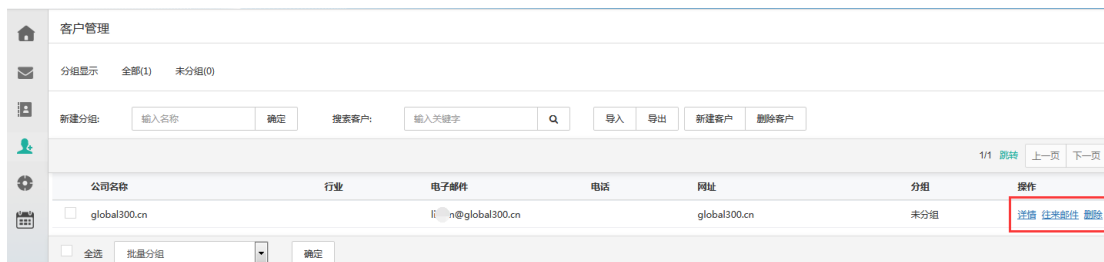 客户管理
分组显示 全部(1) 未分组(0)
新建分组: 输入名称 确定 搜索客户: 输入关键字 导入 导出 新建客户 删除客户
1/1 跳转 上一页 下一页
公司名称 行业 电子邮件 电话 网址 分组 操作
global300.cn n@global300.cn global300.cn 未分组 详情 往来邮件 删除
全选 批量分组 确定